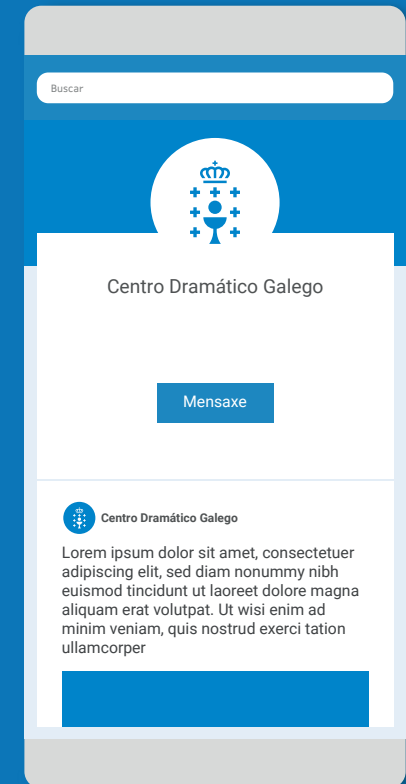 Buscar
Centro Dramático Galego
Mensaxe
Centro Dramático Galego
Lorem ipsum dolor sit amet, consectetuer
adipiscing elit, sed diam nonummy nibh
euismod tincidunt ut laoreet dolore magna
aliquam erat volutpat. Ut wisi enim ad
minim veniam, quis nostrud exerci tation
ullamcorper